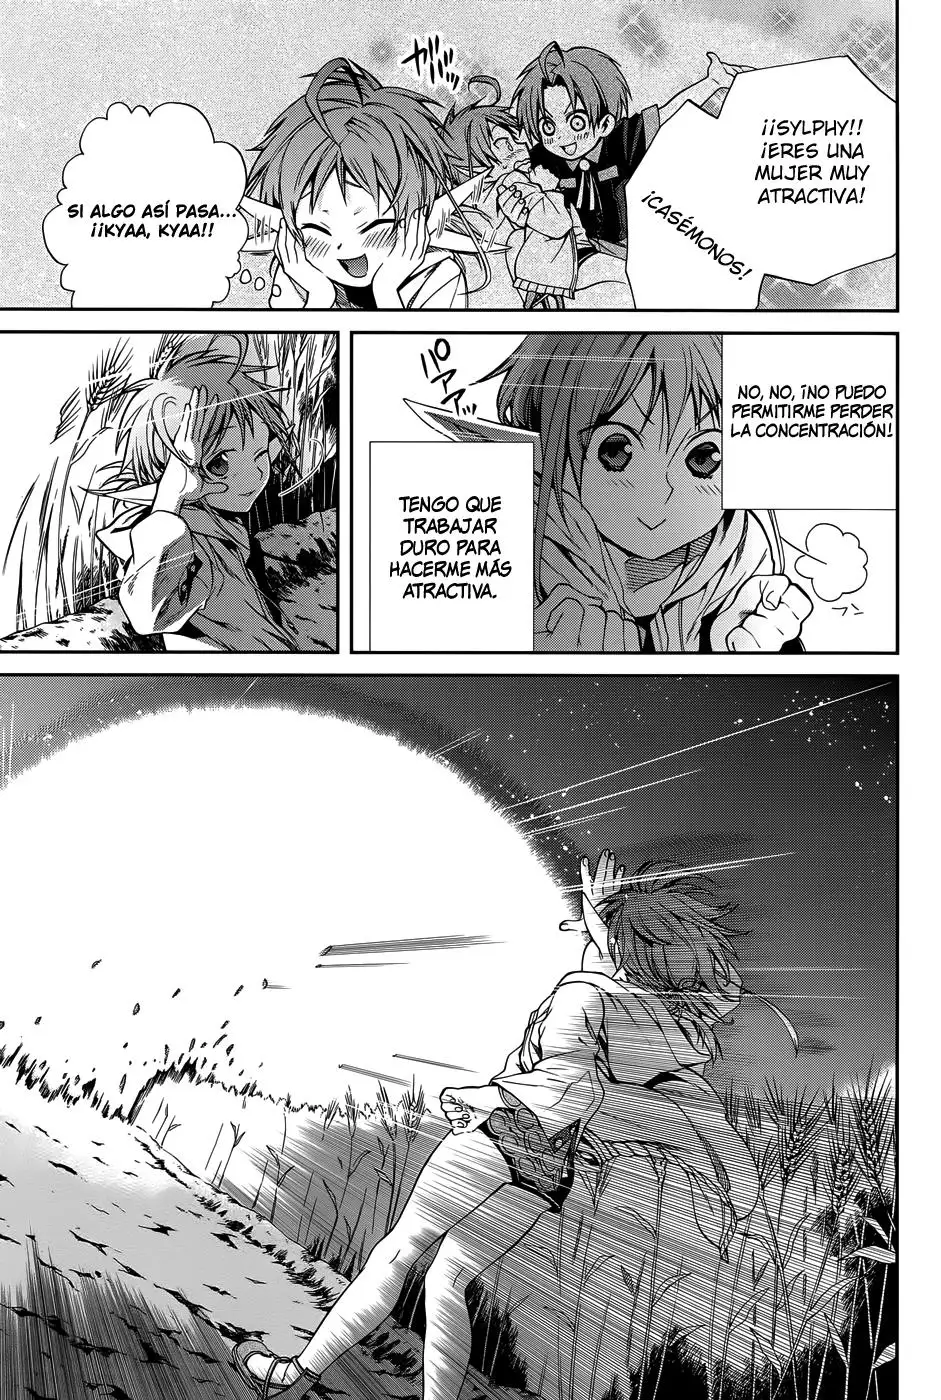 ¡¡SYLPHY!!
¡ERES UNA
MUJER MUY
ATRACTIVA!
¡CASÉMONOS!
SI ALGO ASÍ PASA...
¡¡KYAA, KYAA!!
NO, NO, ¡NO PUEDO
PERMITIRME PERDER
LA CONCENTRACIÓN!
TENGO QUE
TRABAJAR
DURO PARA
HACERME MÁS
ATRACTIVA.